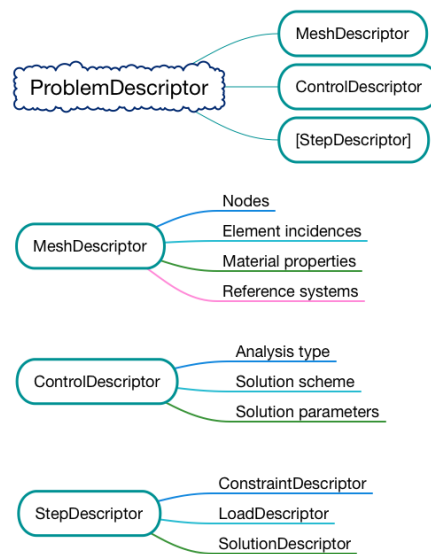 MeshDescriptor
ProblemDescriptor
ControlDescriptor
[StepDescriptor]
Nodes
MeshDescriptor
Element incidences
Material properties
Reference systems
Analysis type
ControlDescriptor
Solution scheme
Solution parameters
ConstraintDescriptor
StepDescriptor
LoadDescriptor
SolutionDescriptor